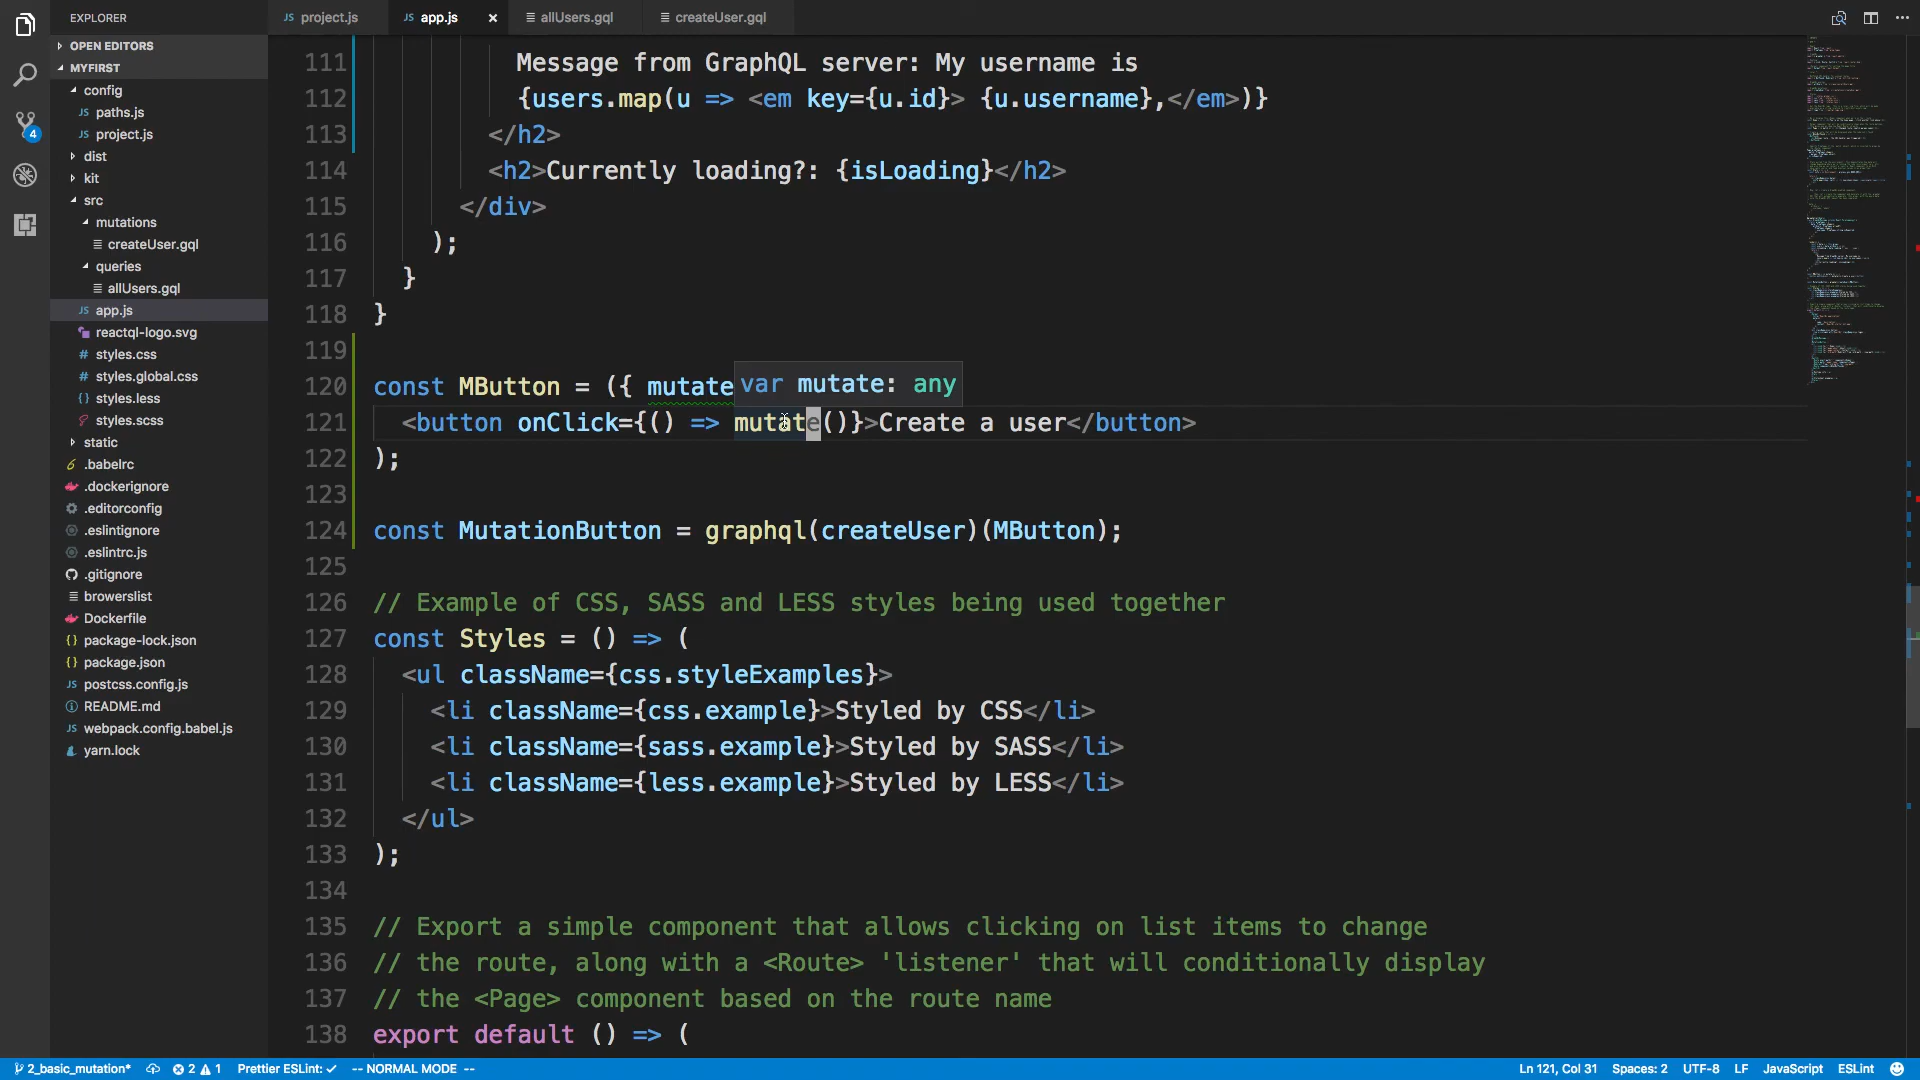 EXPLORER
OPEN EDITORS
MYFIRST
config
JS paths.js
JS project.js
dist
kit
src
mutations
createUser.gql
queries
allUsers.gql
JS app.js
reactql-logo.svg
# styles.css
# styles.global.css
{} styles.less
styles.scss
static
.babelrc
.dockerignore
.editorconfig
.eslintignore
.eslintrc.js
.gitignore
browerslist
Dockerfile
{} package-lock.json
{} package.json
JS postcss.config.js
README.md
JS webpack.config.babel.js
yarn.lock
4
JS project.js
JS app.js ×
allUsers.gql
createUser.gql
111 Message from GraphQL server: My username is
112 {users.map(u => <em key={u.id}> {u.username},</em>)}
113 </h2>
114 <h2>Currently loading?: {isLoading}</h2>
115 </div>
116 );
117 }
118 }
119
120 const MButton = ({ mutate
var mutate: any
121 <button onClick={() => mutate()}>Create a user</button>
122 );
123
124 const MutationButton = graphql(createUser)(MButton);
125
126 // Example of CSS, SASS and LESS styles being used together
127 const Styles = () => (
128 <ul className={css.styleExamples}>
129 <li className={css.example}>Styled by CSS</li>
130 <li className={sass.example}>Styled by SASS</li>
131 <li className={less.example}>Styled by LESS</li>
132 </ul>
133 );
134
135 // Export a simple component that allows clicking on list items to change
136 // the route, along with a <Route> 'listener' that will conditionally display
137 // the <Page> component based on the route name
138 export default () => (
2_basic_mutation* 2 1 Prettier ESLint: ✓ -- NORMAL MODE -- Ln 121, Col 31 Spaces: 2 UTF-8 LF JavaScript ESLint